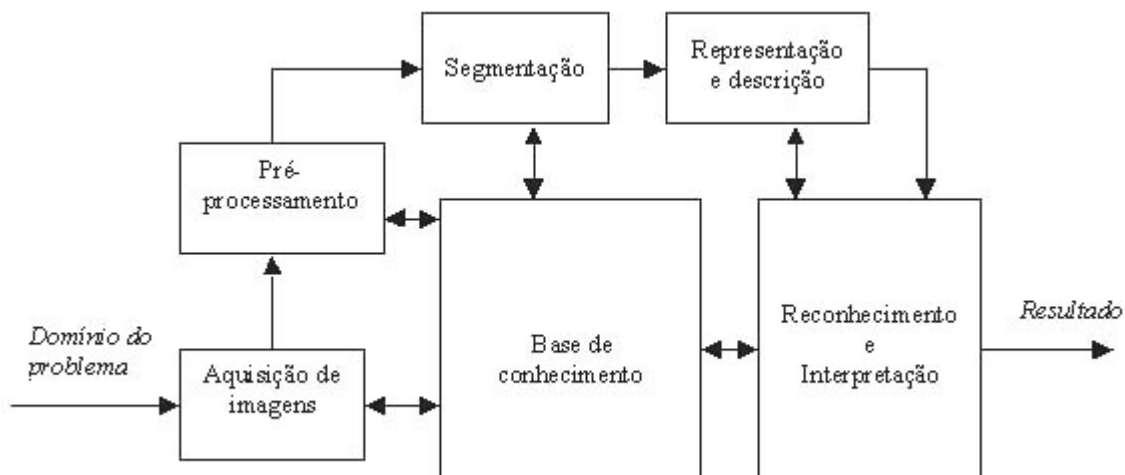 Segmentação
Representação
e descrição
Pré-
processamento
Domínio do
problema
Aquisição de
imagens
Base de
conhecimento
Reconhecimento
e
Interpretação
Resultado